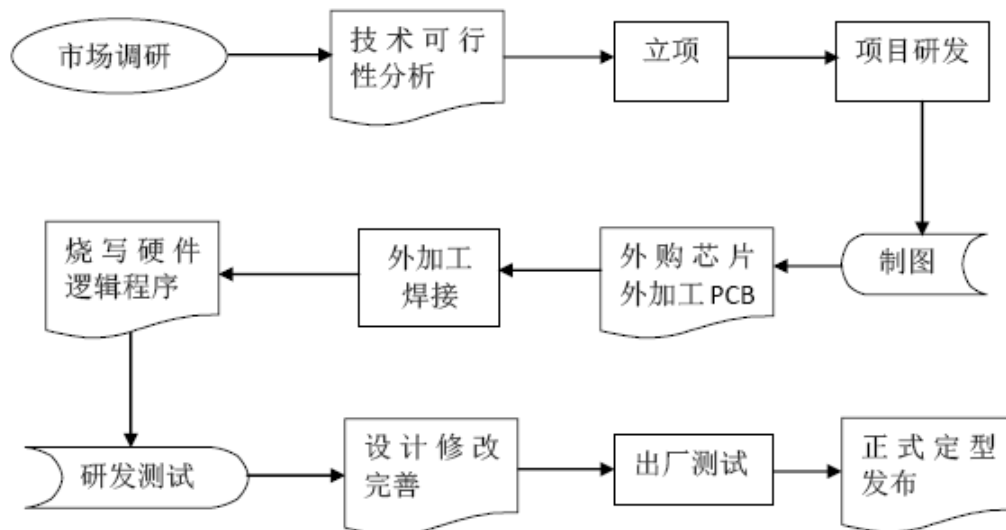 市场调研
技术可行
性分析
立项
项目研发
制图
外购芯片
外加工PCB
外加工
焊接
烧写硬件
逻辑程序
研发测试
设计修改
完善
出厂测试
正式定型
发布